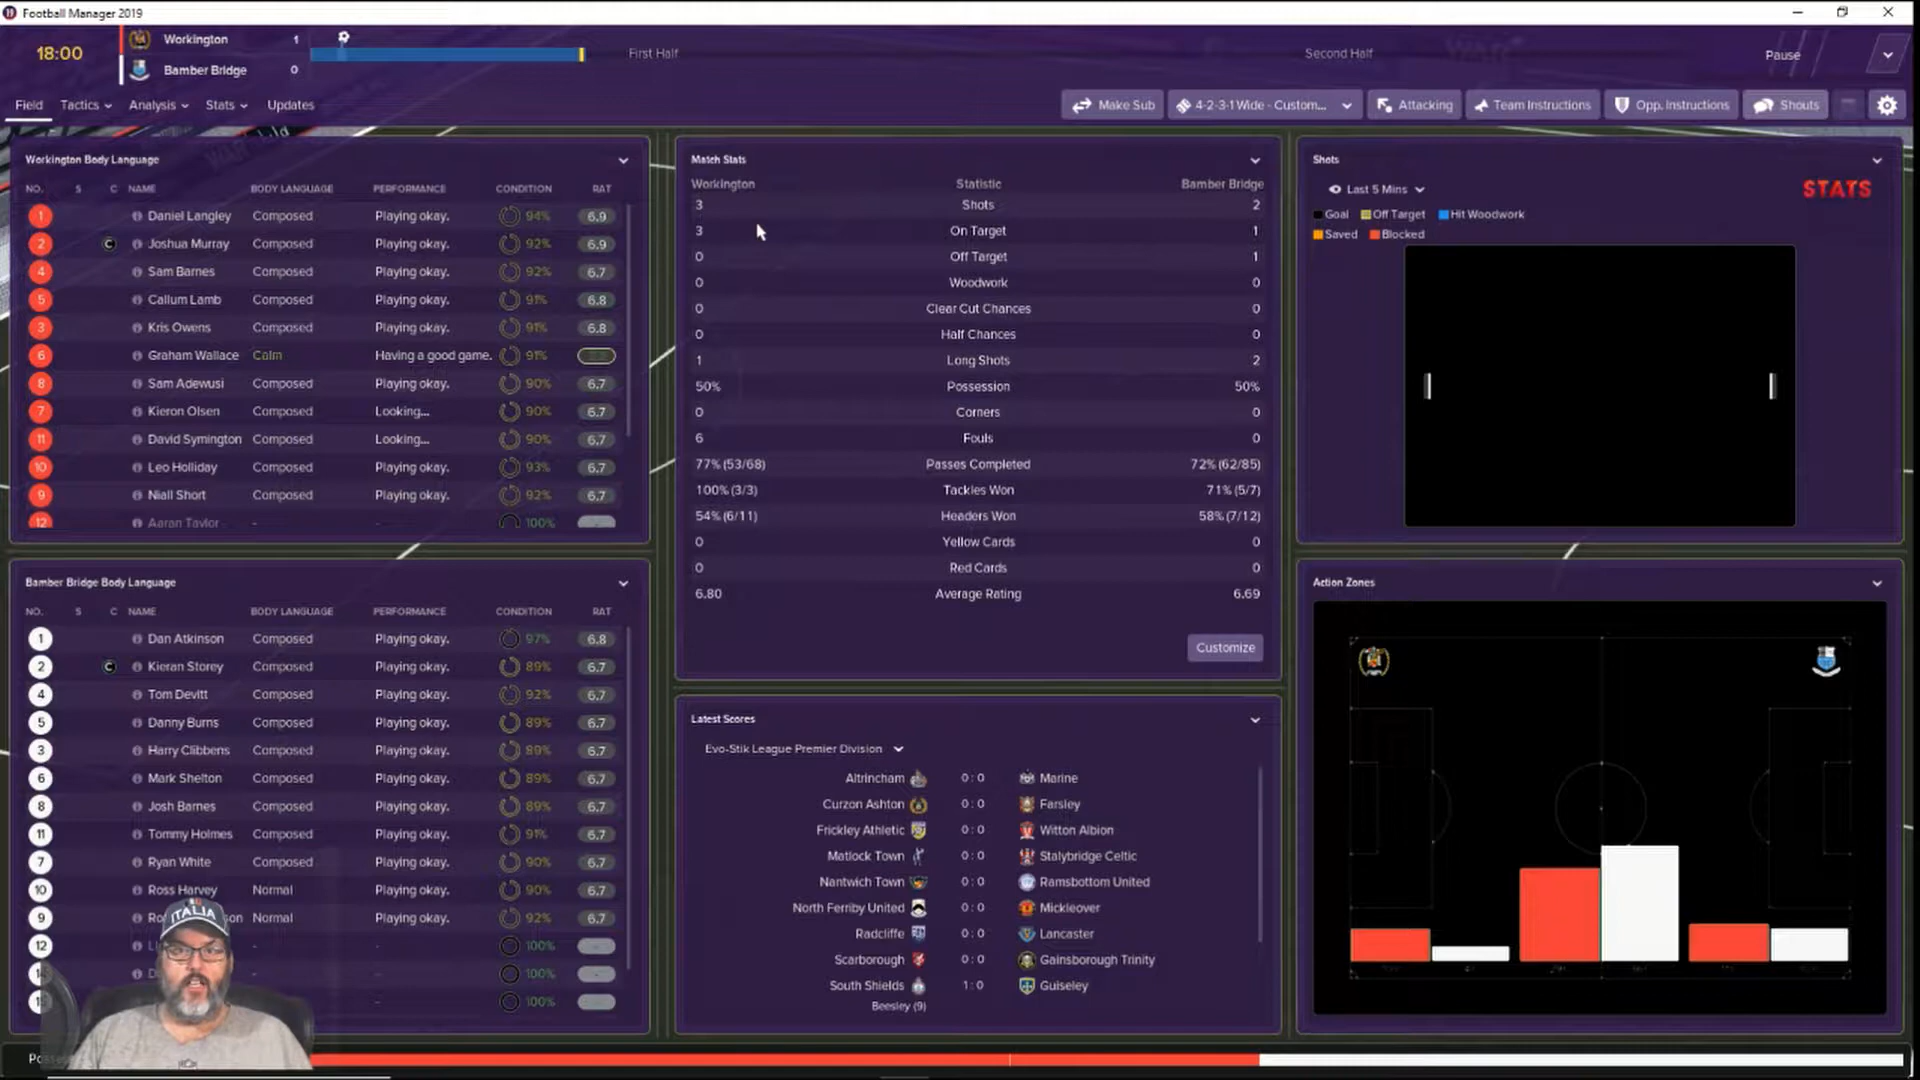 Football Manager 2019
18:00
Workington 1
Bamber Bridge 0
First Half
Second Half
Pause
Field Tactics Analysis Stats Updates
Make Sub 4-2-3-1 Wide - Custom... Attacking Team Instructions Opp. Instructions Shouts
Workington Body Language
NO. S C NAME BODY LANGUAGE PERFORMANCE CONDITION RAT
1 Daniel Langley Composed Playing okay. 94% 6.9
2 C Joshua Murray Composed Playing okay. 92% 6.9
4 Sam Barnes Composed Playing okay. 92% 6.7
5 Callum Lamb Composed Playing okay. 91% 6.8
3 Kris Owens Composed Playing okay. 91% 6.8
6 Graham Wallace Calm Having a good game. 91%
8 Sam Adewusi Composed Playing okay. 90% 6.7
7 Kieron Olsen Composed Looking... 90% 6.7
11 David Symington Composed Looking... 90% 6.7
10 Leo Holliday Composed Playing okay. 93% 6.7
9 Niall Short Composed Playing okay. 92% 6.7
12 Aaran Taylor - - 100% -
Match Stats
Workington Statistic Bamber Bridge
3 Shots 2
3 On Target 1
0 Off Target 1
0 Woodwork 0
0 Clear Cut Chances 0
0 Half Chances 0
1 Long Shots 2
50% Possession 50%
0 Corners 0
6 Fouls 0
77% (53/68) Passes Completed 72% (62/85)
100% (3/3) Tackles Won 71% (5/7)
54% (6/11) Headers Won 58% (7/12)
0 Yellow Cards 0
0 Red Cards 0
6.80 Average Rating 6.69
Customize
Shots
Last 5 Mins
STATS
Goal Off Target Hit Woodwork
Saved Blocked
Bamber Bridge Body Language
NO. S C NAME BODY LANGUAGE PERFORMANCE CONDITION RAT
1 Dan Atkinson Composed Playing okay. 97% 6.8
2 C Kieran Storey Composed Playing okay. 89% 6.7
4 Tom Devitt Composed Playing okay. 92% 6.7
5 Danny Burns Composed Playing okay. 89% 6.7
3 Harry Clibbens Composed Playing okay. 89% 6.7
6 Mark Shelton Composed Playing okay. 89% 6.7
8 Josh Barnes Composed Playing okay. 89% 6.7
11 Tommy Holmes Composed Playing okay. 91% 6.7
7 Ryan White Composed Playing okay. 90% 6.7
10 Ross Harvey Normal Playing okay. 90% 6.7
9 Normal Playing okay. 92% 6.7
12 - - 100% -
- 100% -
- 100% -
ITALIA
Latest Scores
Evo-Stik League Premier Division
Altrincham 0:0 Marine
Curzon Ashton 0:0 Farsley
Frickley Athletic 0:0 Witton Albion
Matlock Town 0:0 Stalybridge Celtic
Nantwich Town 0:0 Ramsbottom United
North Ferriby United 0:0 Mickleover
Radcliffe 0:0 Lancaster
Scarborough 0:0 Gainsborough Trinity
South Shields 1:0 Guiseley
Beesley (9)
Action Zones